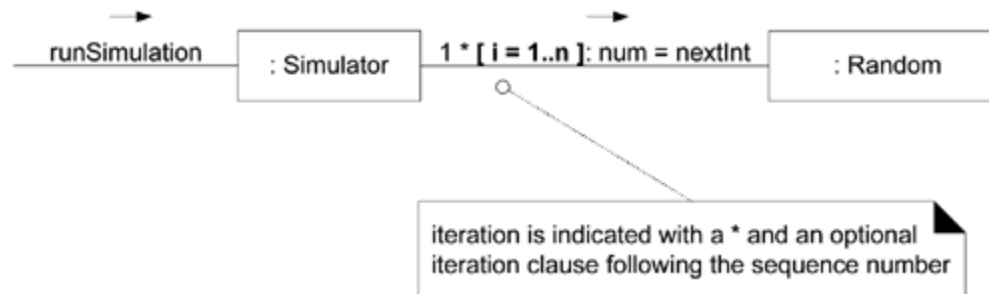 runSimulation
: Simulator
1 * [ i = 1..n ]: num = nextInt
: Random
iteration is indicated with a * and an optional
iteration clause following the sequence number